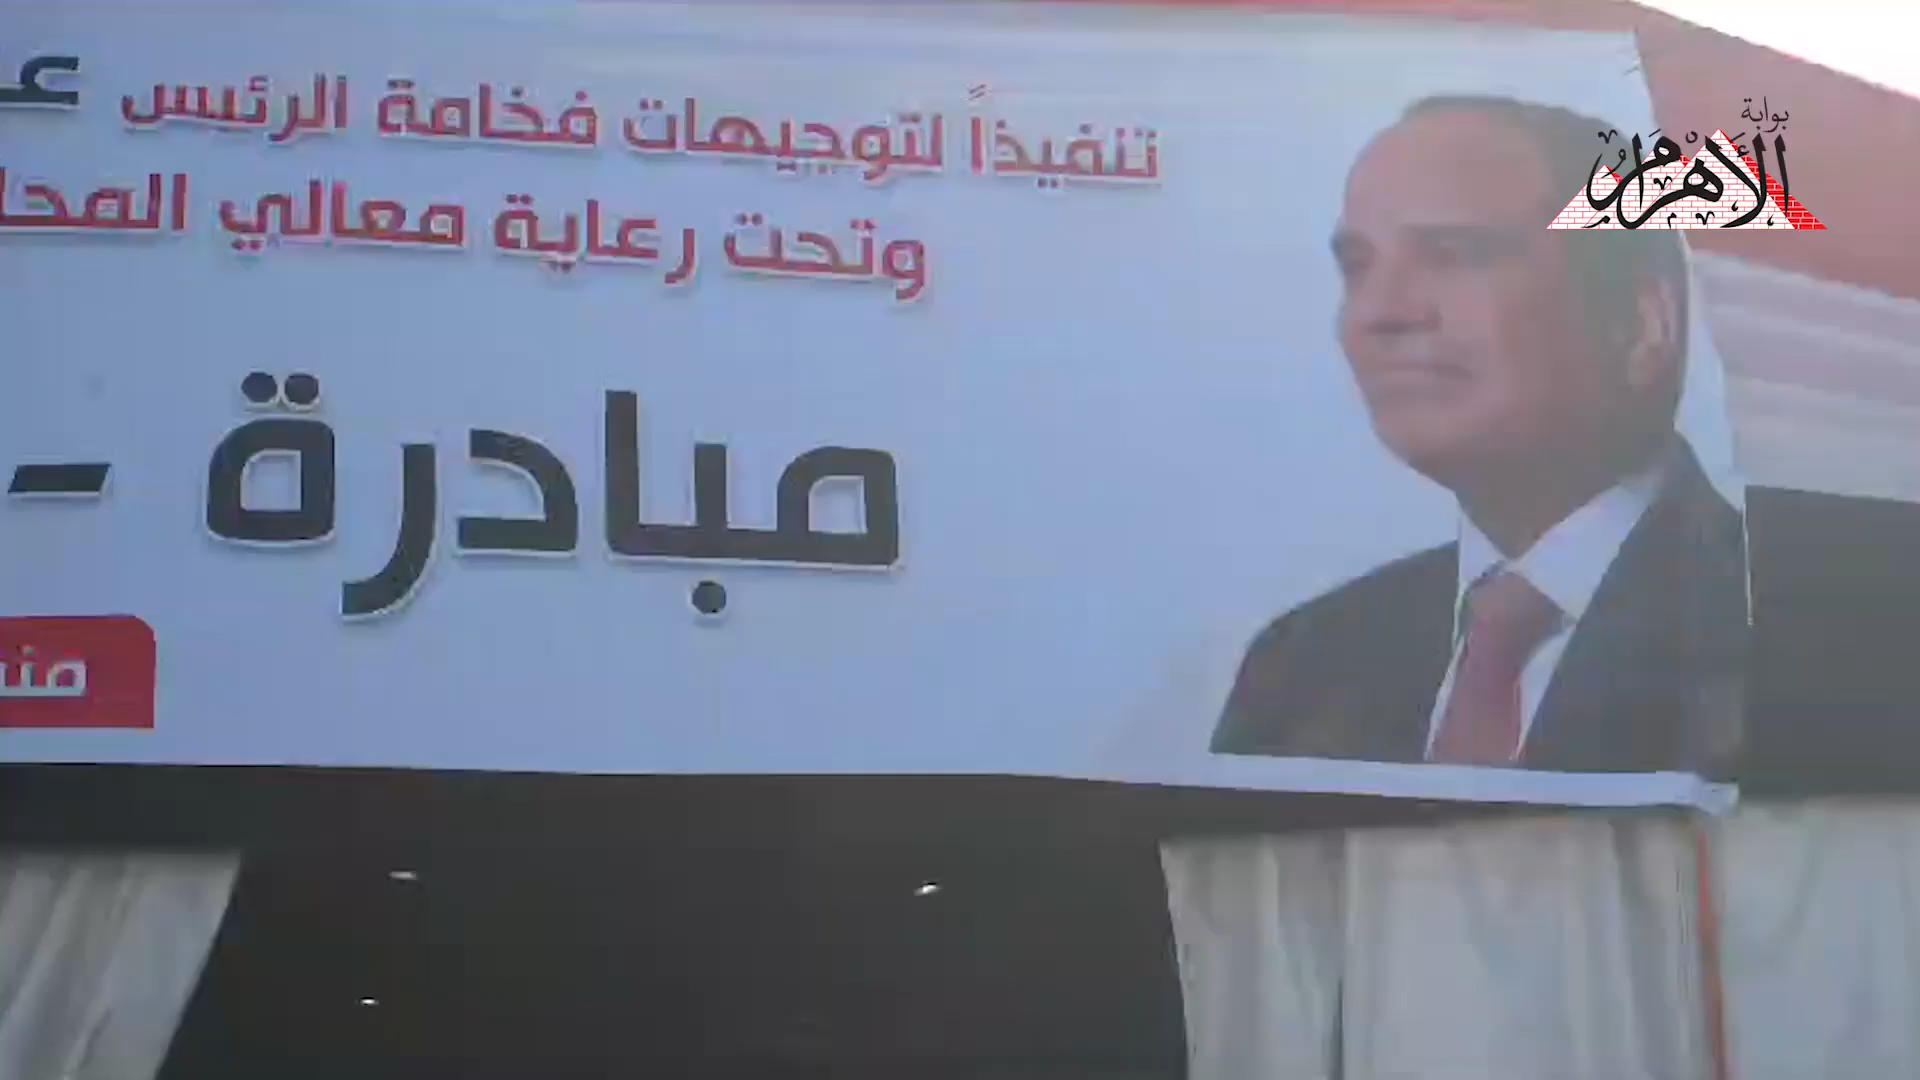 بوابة
الأهرام
تنفيذاً لتوجيهات فخامة الرئيس
وتحت رعاية معالي
مبادرة -